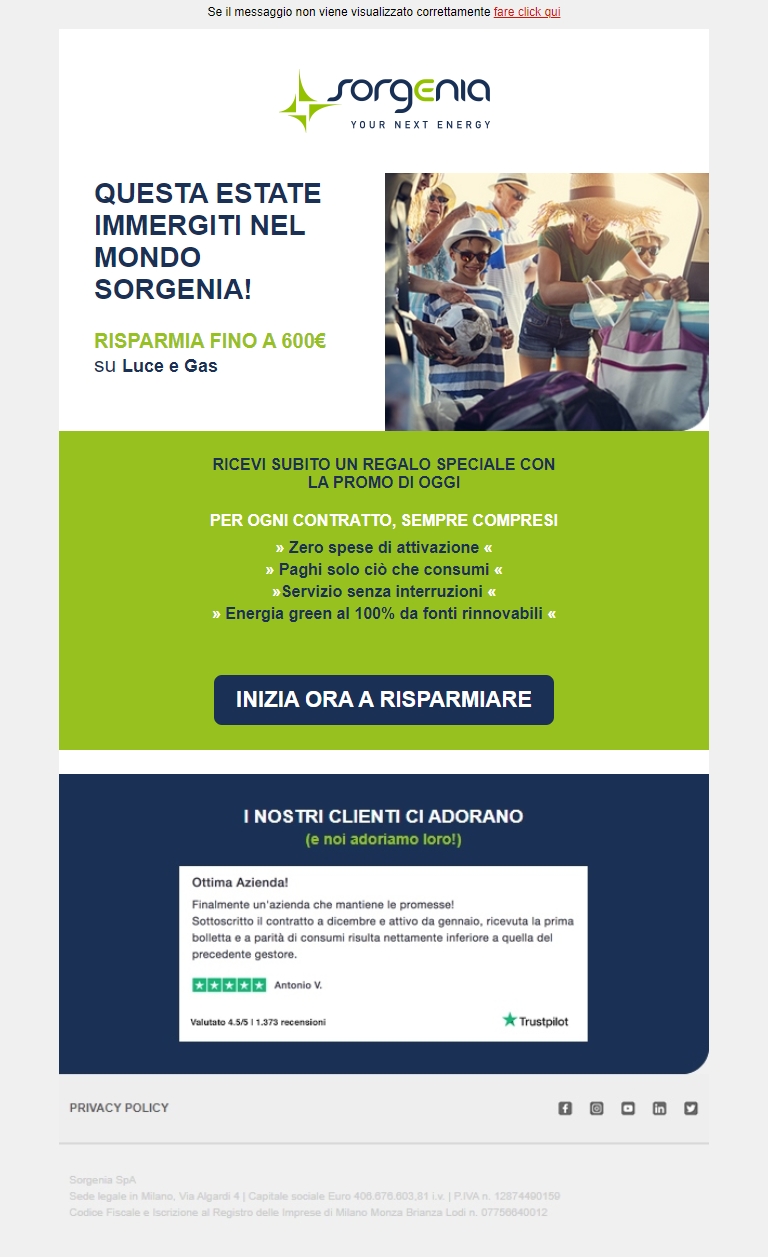 Se il messaggio non viene visualizzato correttamente fare click qui
sorgenia
YOUR NEXT ENERGY
QUESTA ESTATE
IMMERGITI NEL
MONDO
SORGENIA!
RISPARMIA FINO A 600€
su Luce e Gas
RICEVI SUBITO UN REGALO SPECIALE CON
LA PROMO DI OGGI
PER OGNI CONTRATTO, SEMPRE COMPRESI
» Zero spese di attivazione «
» Paghi solo ciò che consumi «
»Servizio senza interruzioni «
» Energia green al 100% da fonti rinnovabili «
INIZIA ORA A RISPARMIARE
I NOSTRI CLIENTI CI ADORANO
(e noi adoriamo loro!)
Ottima Azienda!
Finalmente un'azienda che mantiene le promesse!
Sottoscritto il contratto a dicembre e attivo da gennaio, ricevuta la prima
bolletta e a parità di consumi risulta nettamente inferiore a quella del
precedente gestore.
Antonio V.
Valutato 4.5/5 | 1.373 recensioni
Trustpilot
PRIVACY POLICY
Sorgenia SpA
Sede legale in Milano, Via Algardi 4 | Capitale sociale Euro 406.676.603,81 i.v. | P.IVA n. 12874490159
Codice Fiscale e Iscrizione al Registro delle Imprese di Milano Monza Brianza Lodi n. 07756640012